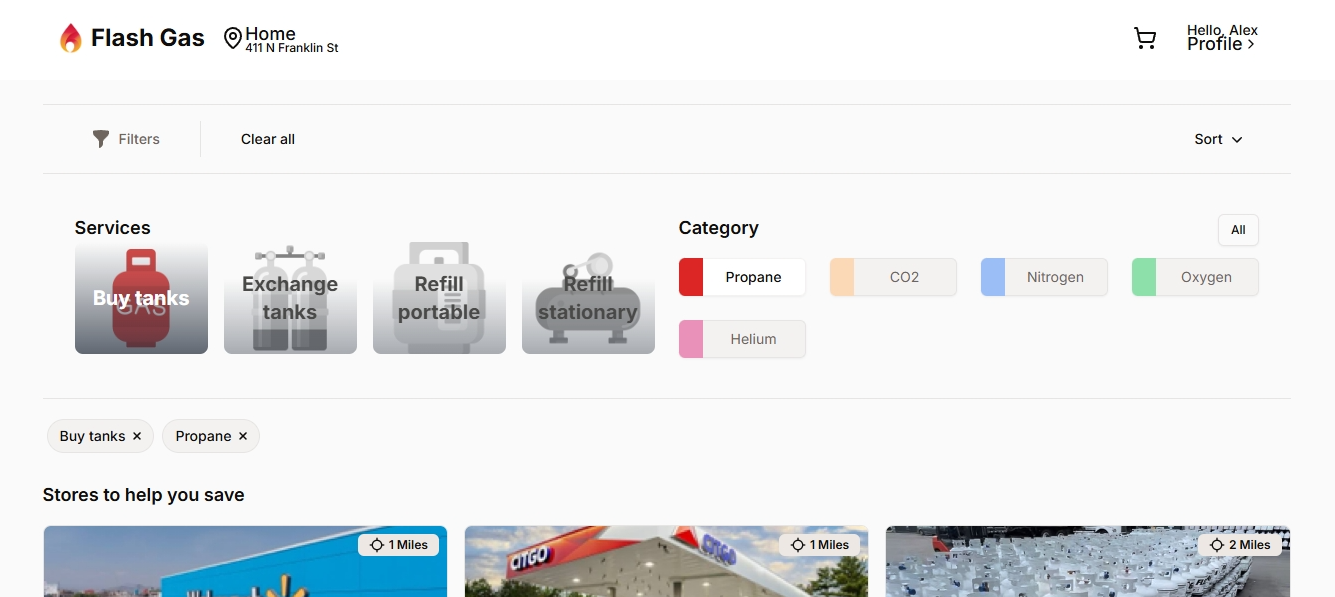 Flash Gas
Home
411 N Franklin St
Hello, Alex
Profile
Filters
Clear all
Sort
Services
Category
All
GAS
Buy tanks
Exchange
tanks
Refill
portable
Refill
stationary
Propane
CO2
Nitrogen
Oxygen
Helium
Buy tanks ×
Propane ×
Stores to help you save
1 Miles
1 Miles
2 Miles
CITGO
CITGO